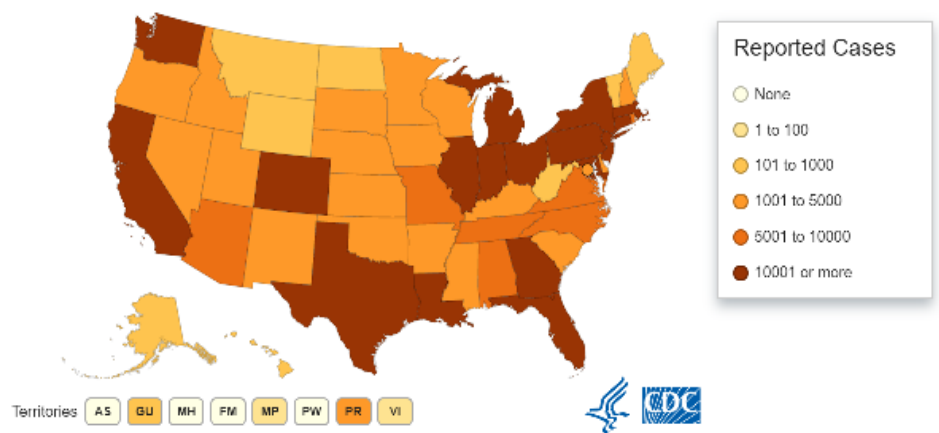 Reported Cases
None
1 to 100
101 to 1000
1001 to 5000
5001 to 10000
10001 or more
Territories AS GU MH FM MP PW PR VI
CDC